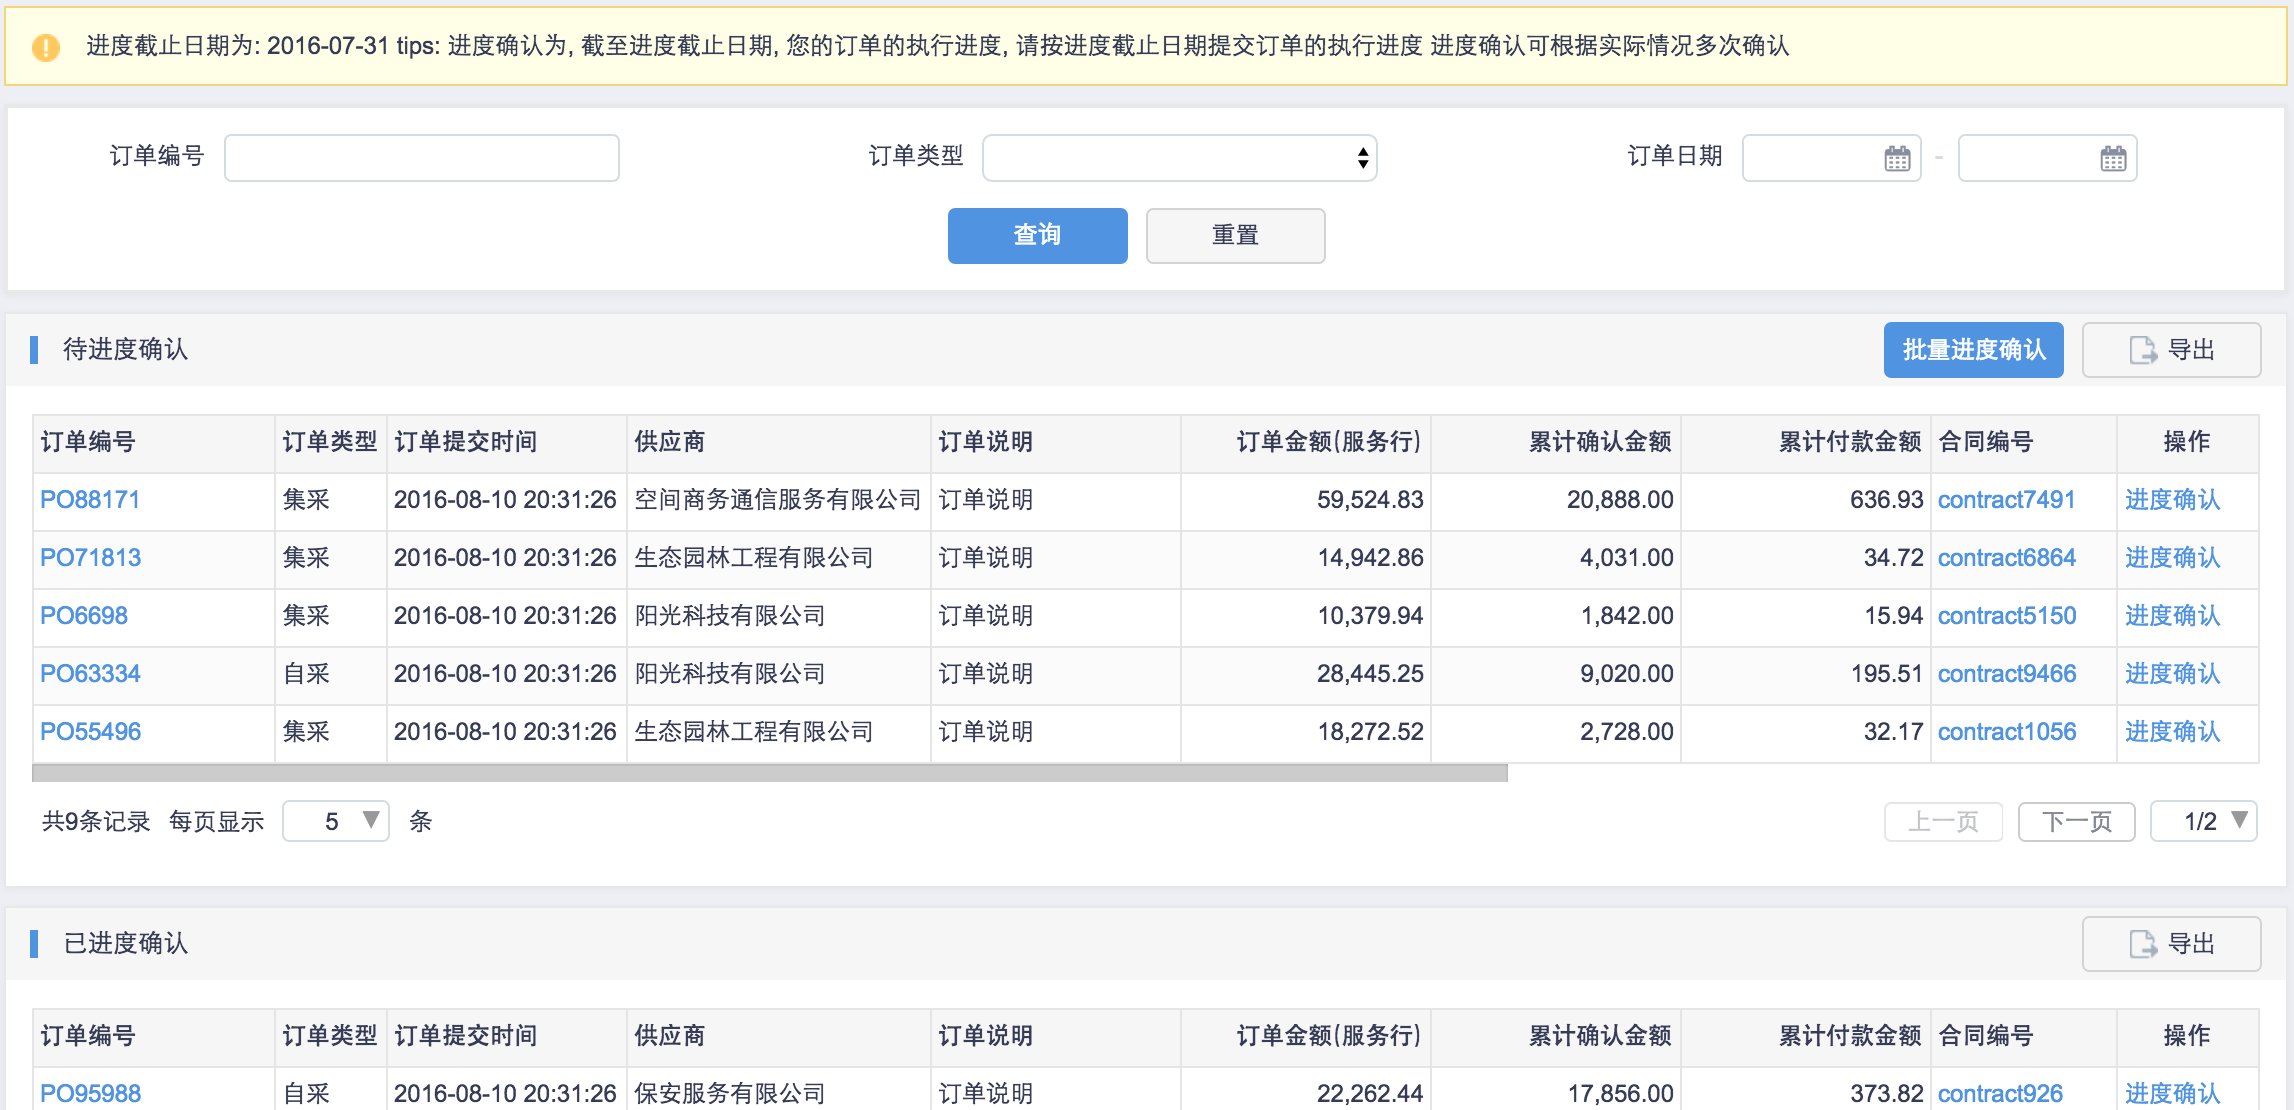 进度截止日期为: 2016-07-31 tips: 进度确认为, 截至进度截止日期, 您的订单的执行进度, 请按进度截止日期提交订单的执行进度 进度确认可根据实际情况多次确认
订单编号 订单类型 订单日期 -
查询 重置
待进度确认 批量进度确认 导出
订单编号 订单类型 订单提交时间 供应商 订单说明 订单金额(服务行) 累计确认金额 累计付款金额 合同编号 操作
PO88171 集采 2016-08-10 20:31:26 空间商务通信服务有限公司 订单说明 59,524.83 20,888.00 636.93 contract7491 进度确认
PO71813 集采 2016-08-10 20:31:26 生态园林工程有限公司 订单说明 14,942.86 4,031.00 34.72 contract6864 进度确认
PO6698 集采 2016-08-10 20:31:26 阳光科技有限公司 订单说明 10,379.94 1,842.00 15.94 contract5150 进度确认
PO63334 自采 2016-08-10 20:31:26 阳光科技有限公司 订单说明 28,445.25 9,020.00 195.51 contract9466 进度确认
PO55496 集采 2016-08-10 20:31:26 生态园林工程有限公司 订单说明 18,272.52 2,728.00 32.17 contract1056 进度确认
共9条记录 每页显示 5 条 上一页 下一页 1/2
已进度确认 导出
订单编号 订单类型 订单提交时间 供应商 订单说明 订单金额(服务行) 累计确认金额 累计付款金额 合同编号 操作
PO95988 自采 2016-08-10 20:31:26 保安服务有限公司 订单说明 22,262.44 17,856.00 373.82 contract926 进度确认